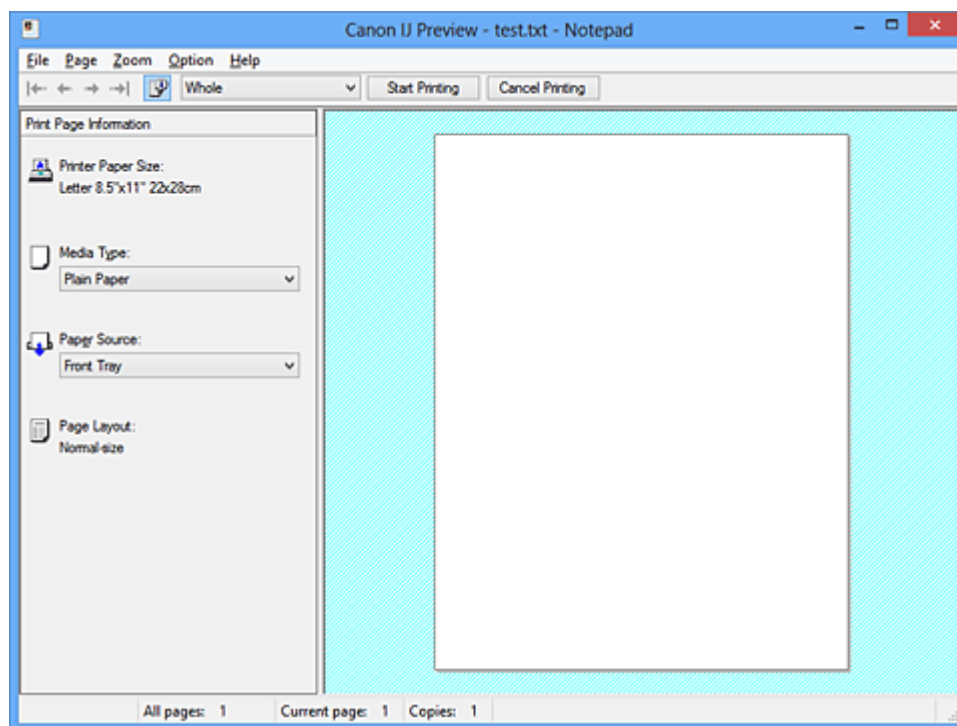 Canon IJ Preview - test.txt - Notepad
File Page Zoom Option Help
Whole Start Printing Cancel Printing
Print Page Information
Printer Paper Size:
Letter 8.5"x11" 22x28cm
Media Type:
Plain Paper
Paper Source:
Front Tray
Page Layout:
Normal-size
All pages: 1 Current page: 1 Copies: 1